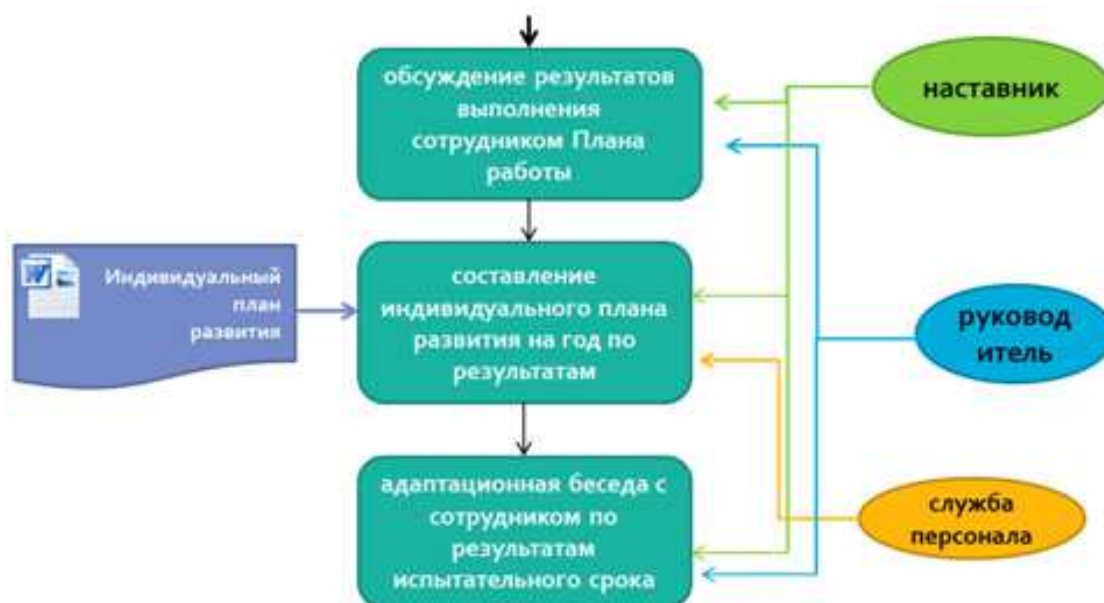 обсуждение результатов
выполнения
сотрудником Плана
работы
наставник
Индивидуальный
план
развития
составление
индивидуального плана
развития на год по
результатам
руковод
итель
адаптационная беседа с
сотрудником по
результатам
испытательного срока
служба
персонала